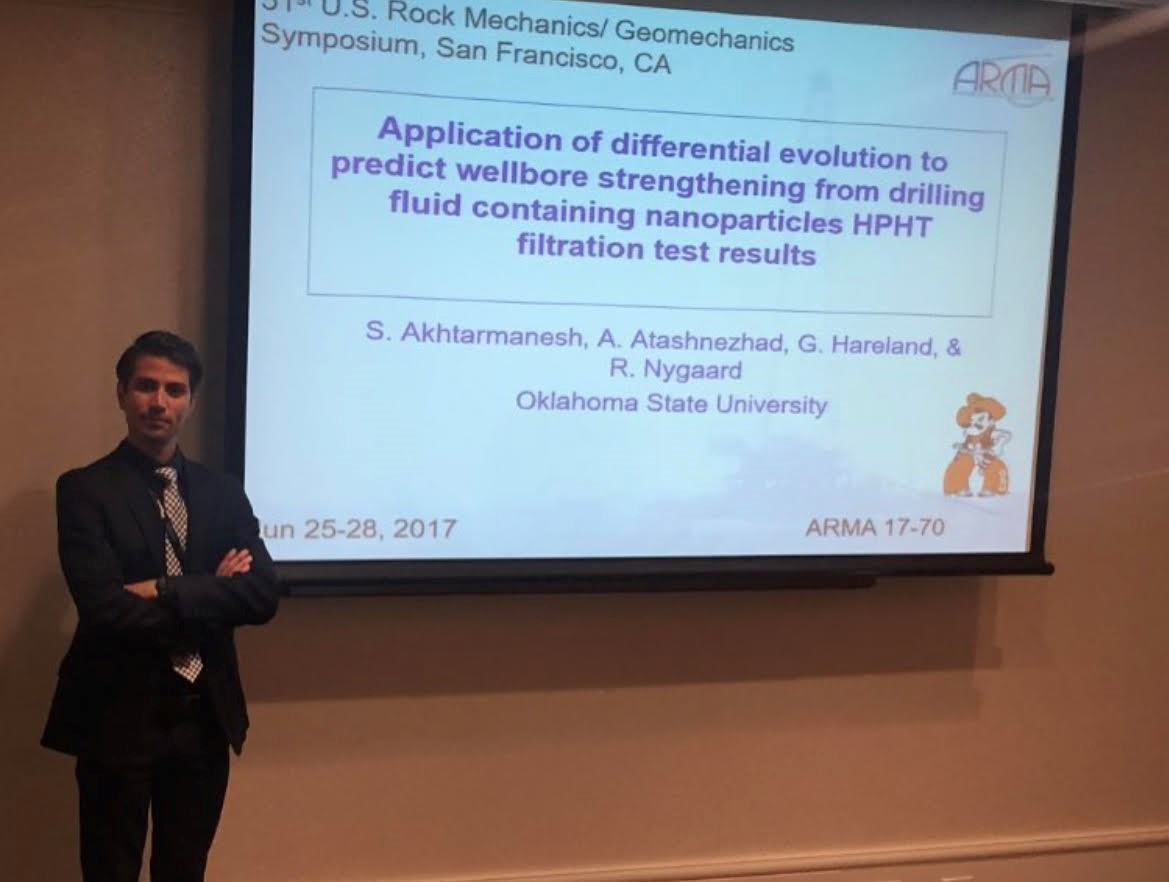 51st U.S. Rock Mechanics/ Geomechanics
Symposium, San Francisco, CA
ARMA
Application of differential evolution to
predict wellbore strengthening from drilling
fluid containing nanoparticles HPHT
filtration test results
S. Akhtarmanesh, A. Atashnezhad, G. Hareland, &
R. Nygaard
Oklahoma State University
Jun 25-28, 2017
ARMA 17-70